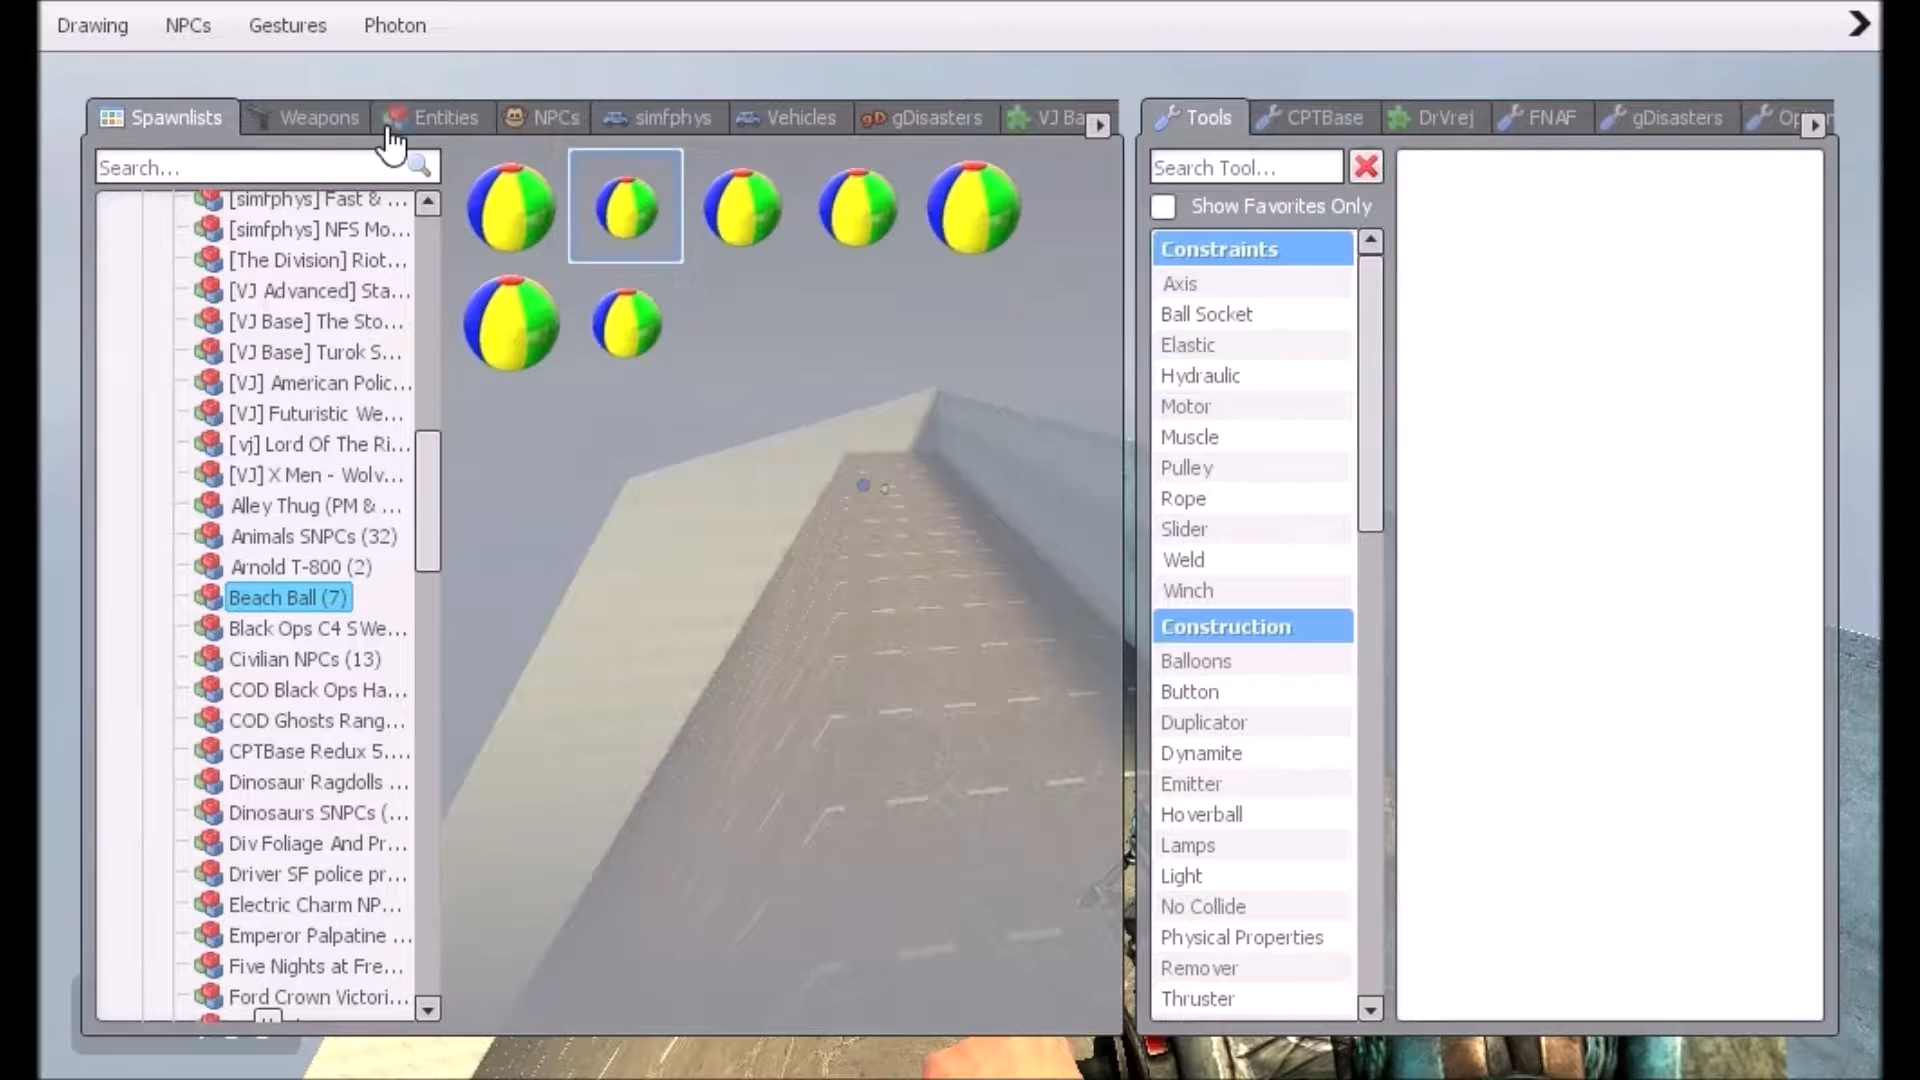 Drawing NPCs Gestures Photon
Spawnlists Weapons Entities NPCs simfphys Vehicles gDisasters VJ Ba
Search...
[simfphys] Fast & ...
[simfphys] NFS Mo...
[The Division] Riot...
[VJ Advanced] Sta...
[VJ Base] The Sto...
[VJ Base] Turok S...
[VJ] American Polic...
[VJ] Futuristic We...
[vj] Lord Of The Ri...
[VJ] X Men - Wolv...
Alley Thug (PM & ...
Animals SNPCs (32)
Arnold T-800 (2)
Beach Ball (7)
Black Ops C4 SWe...
Civilian NPCs (13)
COD Black Ops Ha...
COD Ghosts Rang...
CPTBase Redux 5....
Dinosaur Ragdolls ...
Dinosaurs SNPCs (...
Div Foliage And Pr...
Driver SF police pr...
Electric Charm NP...
Emperor Palpatine ...
Five Nights at Fre...
Ford Crown Victori...
Tools CPTBase DrVrej FNAF gDisasters
Search Tool...
Show Favorites Only
Constraints
Axis
Ball Socket
Elastic
Hydraulic
Motor
Muscle
Pulley
Rope
Slider
Weld
Winch
Construction
Balloons
Button
Duplicator
Dynamite
Emitter
Hoverball
Lamps
Light
No Collide
Physical Properties
Remover
Thruster